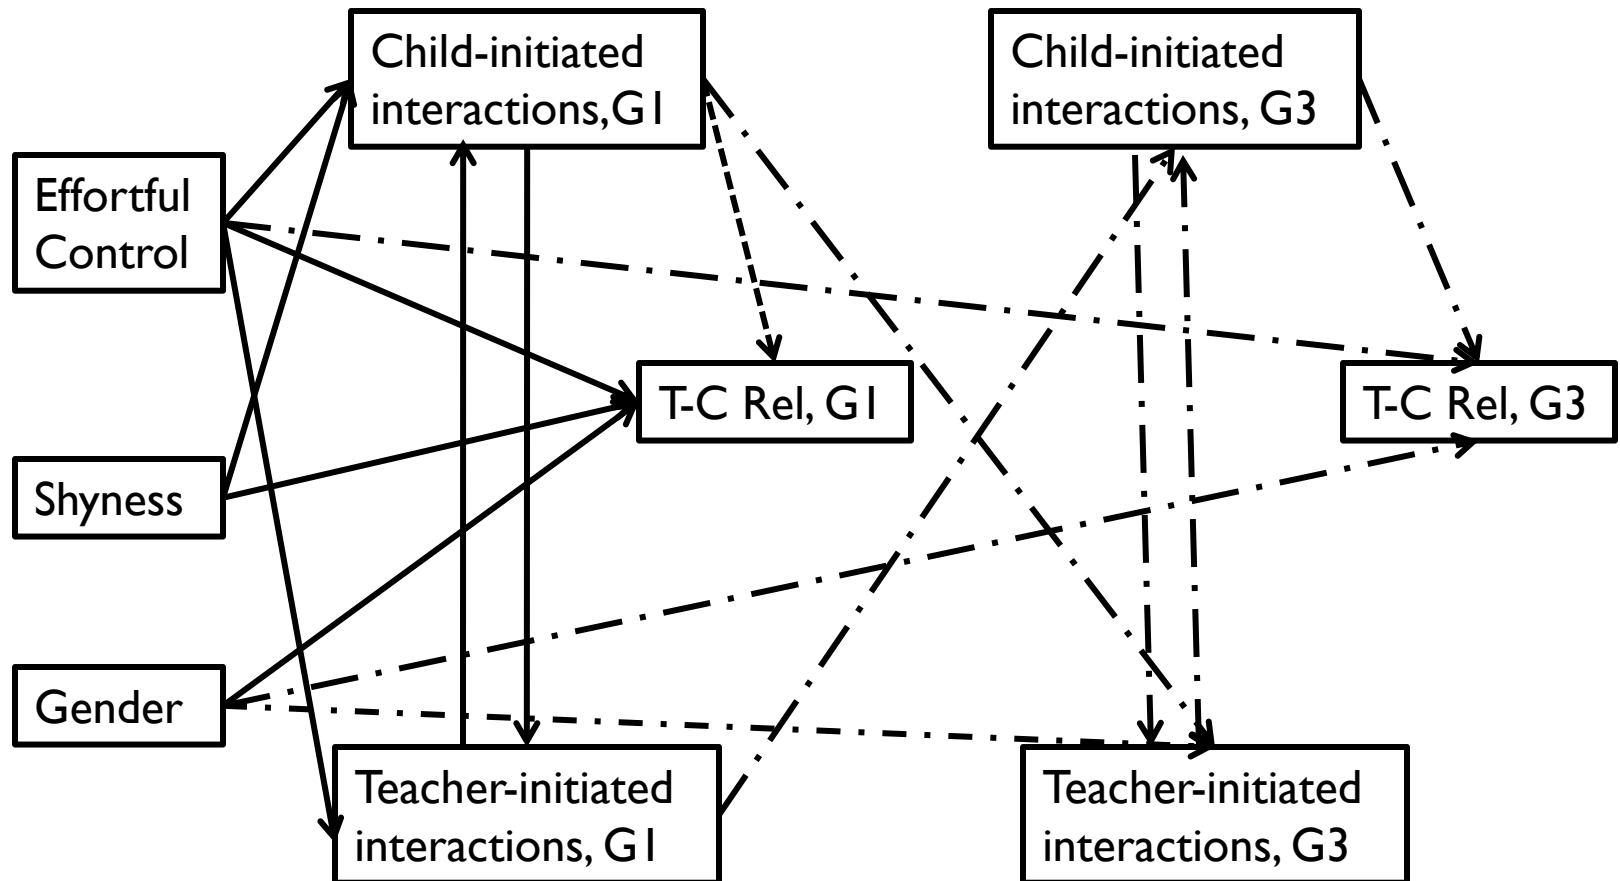 Child-initiated
interactions,G1
Child-initiated
interactions, G3
Effortful
Control
T-C Rel, G1
T-C Rel, G3
Shyness
Gender
Teacher-initiated
interactions, G1
Teacher-initiated
interactions, G3